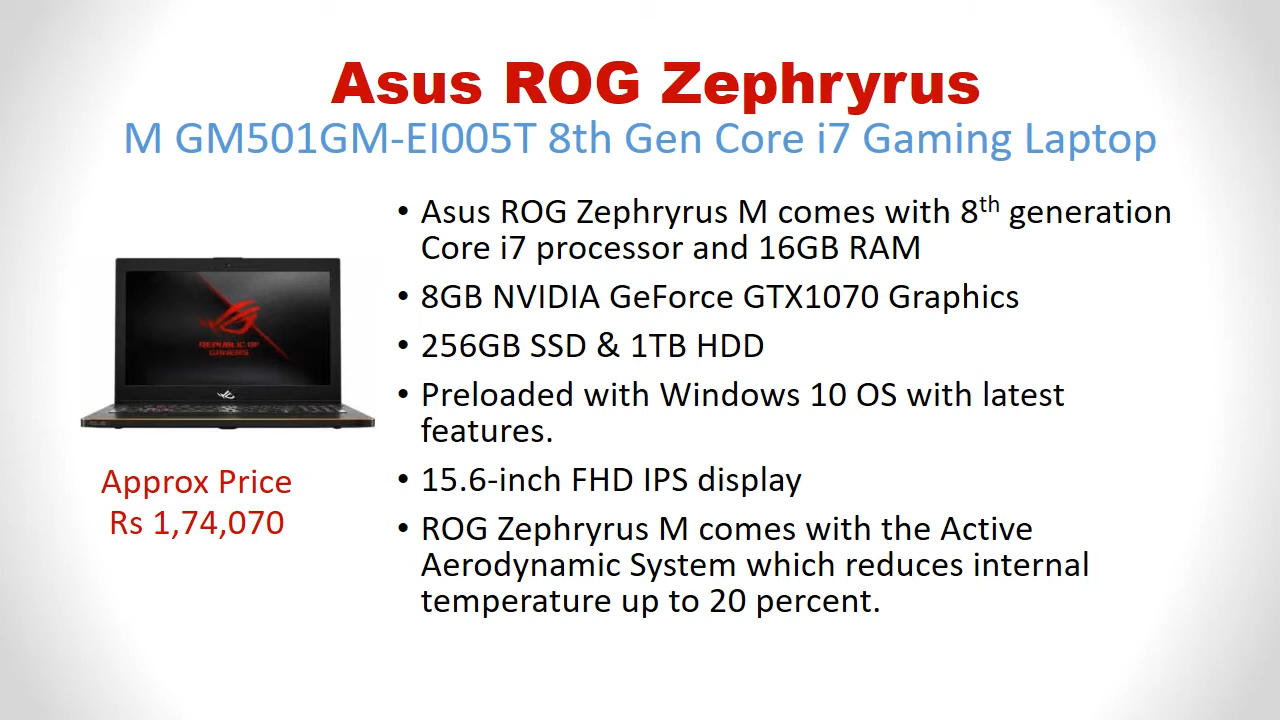 Asus ROG Zephryrus
M GM501GM-EI005T 8th Gen Core i7 Gaming Laptop
• Asus ROG Zephryrus M comes with 8th generation
Core i7 processor and 16GB RAM
• 8GB NVIDIA GeForce GTX1070 Graphics
• 256GB SSD & 1TB HDD
• Preloaded with Windows 10 OS with latest
features.
• 15.6-inch FHD IPS display
• ROG Zephryrus M comes with the Active
Aerodynamic System which reduces internal
temperature up to 20 percent.
REPUBLIC OF
GAMERS
Approx Price
Rs 1,74,070